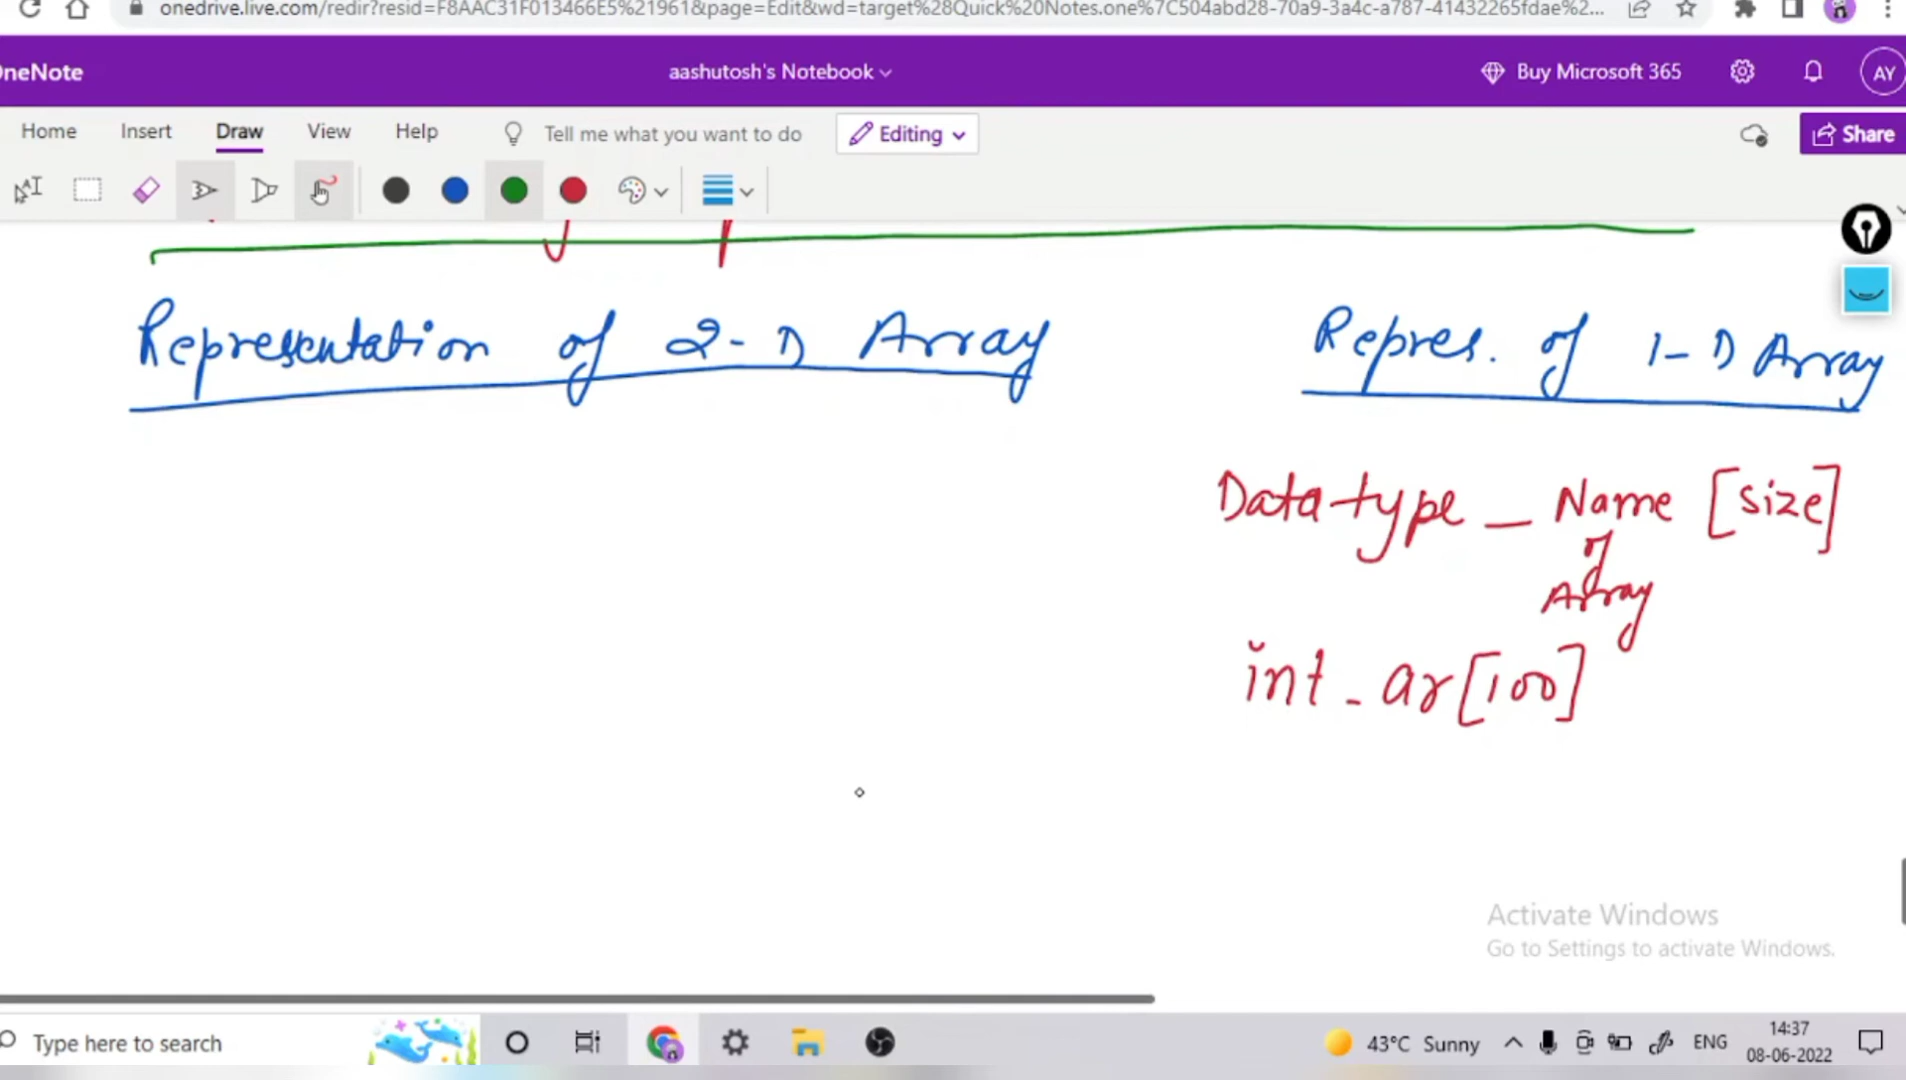 onedrive.live.com/redir?resid=F8AAC31F013466E5%21961&page=Edit&wd=target%28Quick%20Notes.one%7C504abd28-70a9-3a4c-a787-41432265fdae%2...
OneNote
aashutosh's Notebook
Buy Microsoft 365
AY
Home Insert Draw View Help
Tell me what you want to do
Editing
Share
Representation of 2-D Array
Repres. of 1-D Array
Data type _ Name [size]
of
Array
int - ar[100]
Activate Windows
Go to Settings to activate Windows.
Type here to search
43°C Sunny
ENG
14:37
08-06-2022